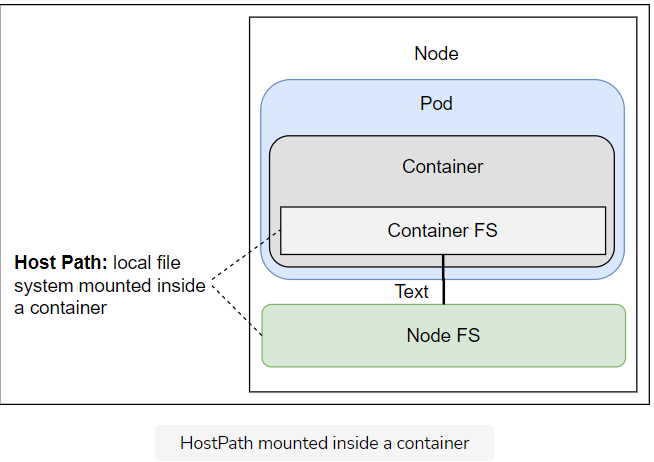 Node
Pod
Container
Container FS
Host Path: local file
system mounted inside
a container
Text
Node FS
HostPath mounted inside a container